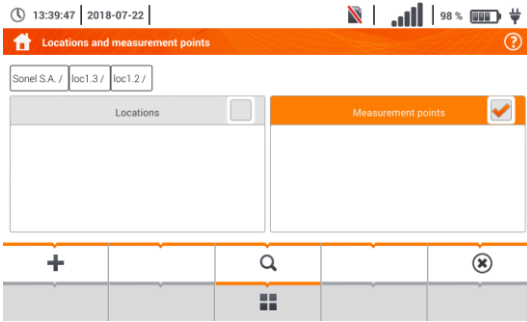 13:39:47 2018-07-22 98 %
Locations and measurement points ?
Sonel S.A. / loc1.3 / loc1.2 /
Locations Measurement points